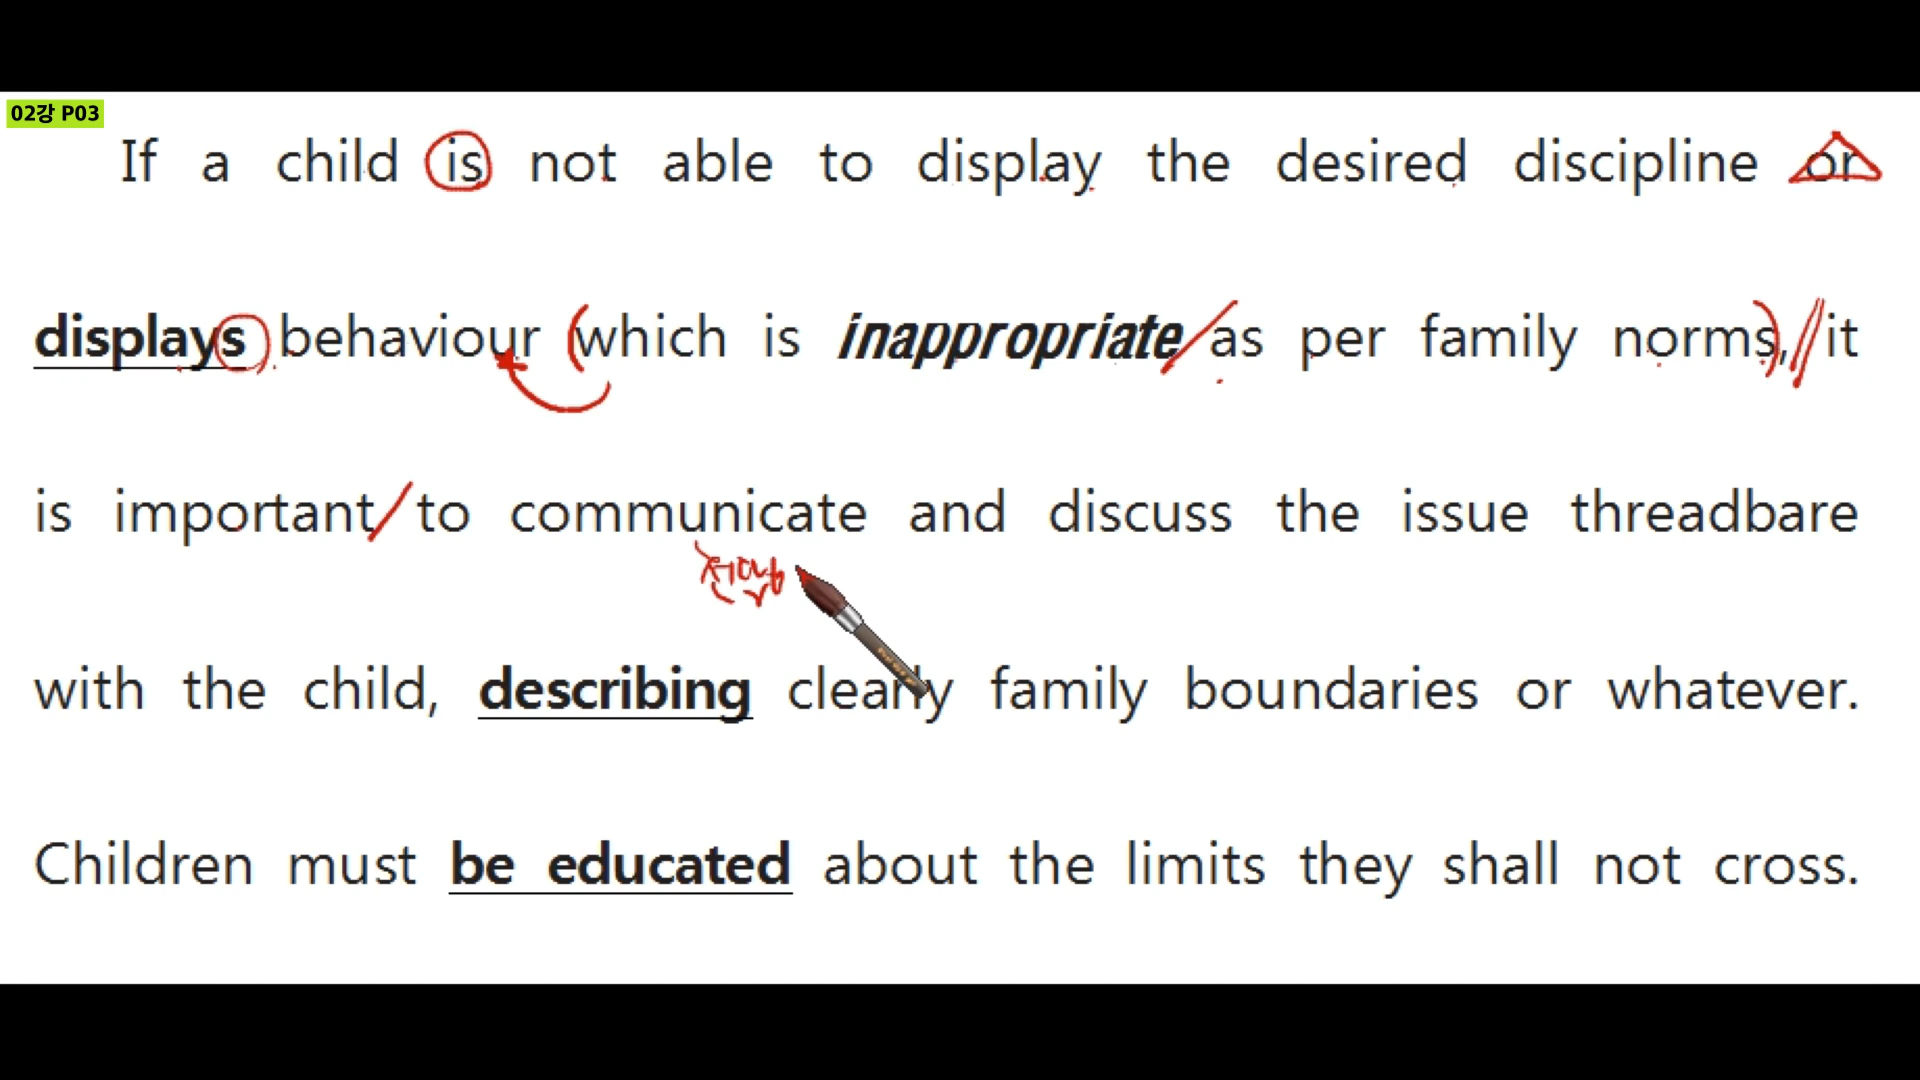 02강 P03
If a child is not able to display the desired discipline or
displays behaviour which is inappropriate as per family norms, it
is important to communicate and discuss the issue threadbare
with the child, describing clearly family boundaries or whatever.
Children must be educated about the limits they shall not cross.